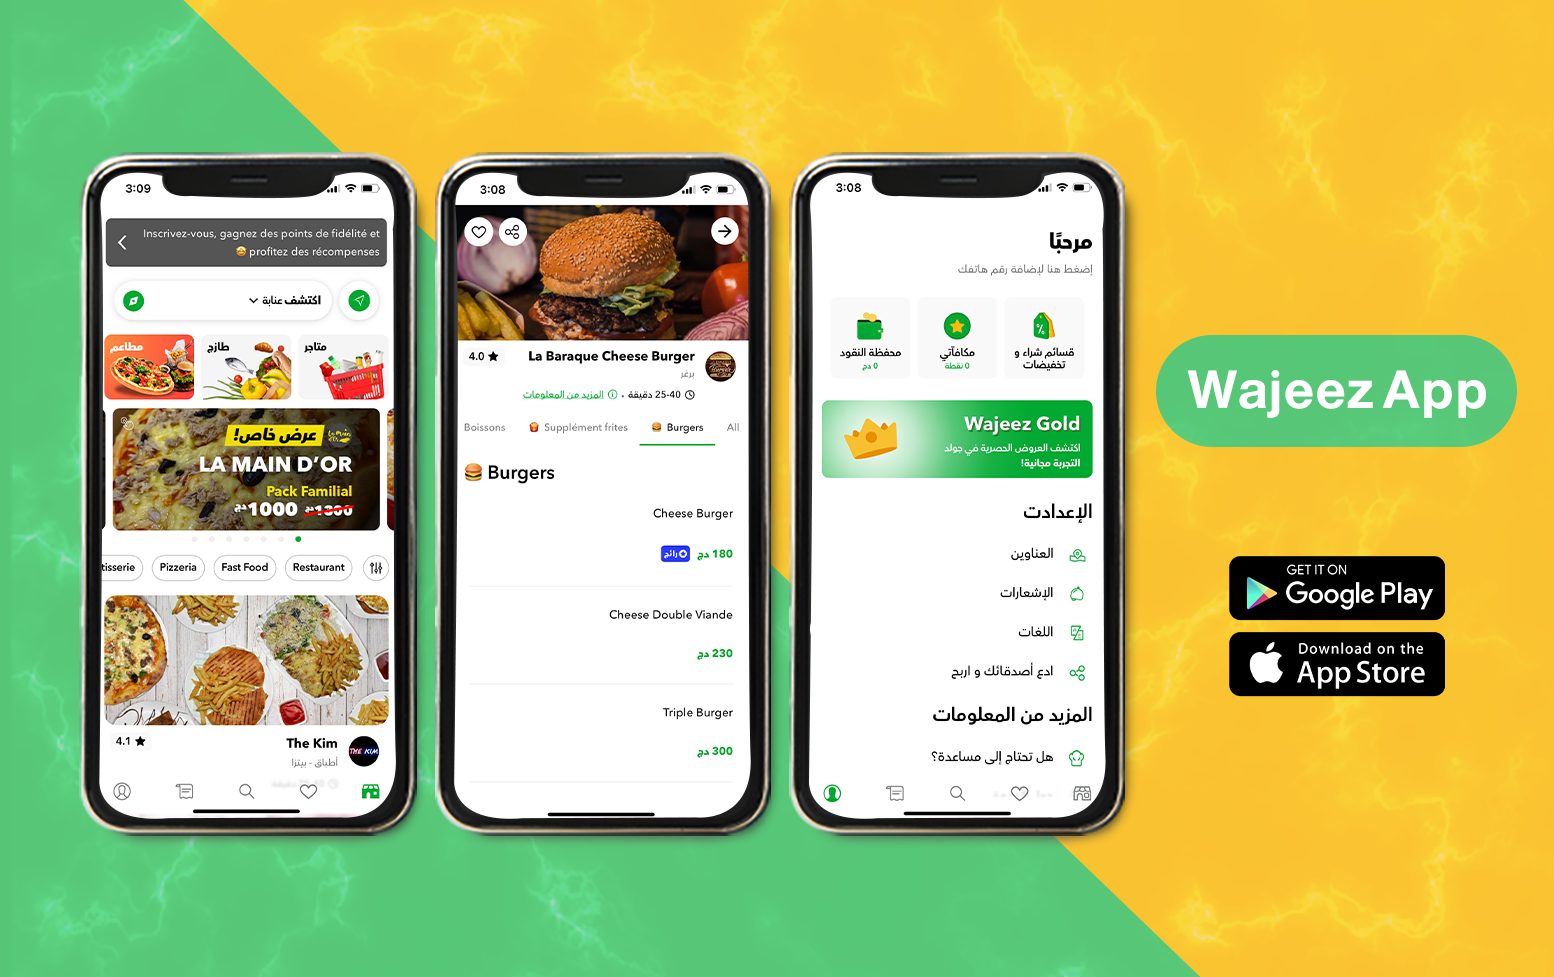 3:09
Inscrivez-vous, gagnez des points de fidélité et
profitez des récompenses 🤩
اكتشف عنابة
مطاعم
طازج
متاجر
عرض خاص!
LA MAIN D'OR
Pack Familial
1000دج 1300دج
tisserie
Pizzeria
Fast Food
Restaurant
4.1 ★
The Kim
THE KIM
أطباق - بيتزا
3:08
4.0 ★
La Baraque Cheese Burger
برغر
25-40 دقيقة • المزيد من المعلومات
Boissons
Supplément frites
Burgers
All
🍔 Burgers
Cheese Burger
رائج
180 دج
Cheese Double Viande
230 دج
Triple Burger
300 دج
3:08
مرحبًا
إضغط هنا لإضافة رقم هاتفك
محفظة النقود
0 دج
مكافآتي
0 نقطة
قسائم شراء و
تخفيضات
Wajeez Gold
اكتشف العروض الحصرية في جولد
التجربة مجانية!
الإعدادت
العناوين
الإشعارات
اللغات
ادع أصدقائك و اربح
المزيد من المعلومات
هل تحتاج إلى مساعدة؟
Wajeez App
GET IT ON
Google Play
Download on the
App Store